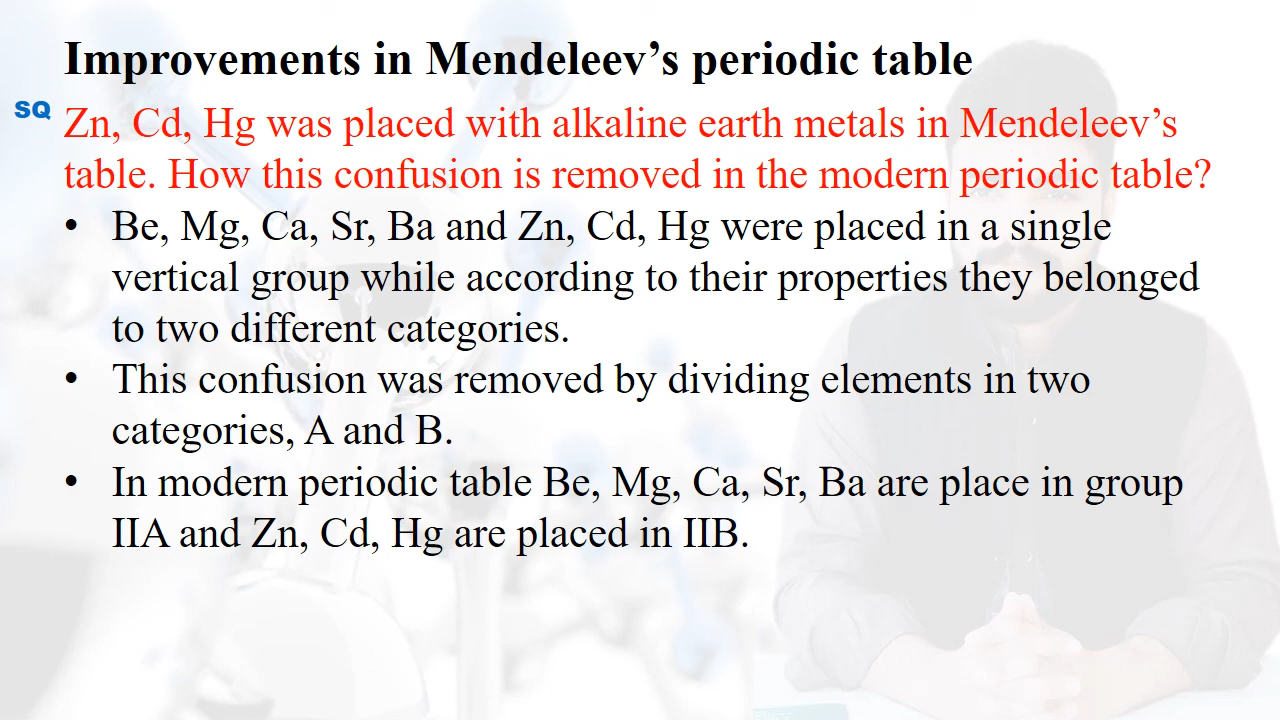 Improvements in Mendeleev’s periodic table
SQ
Zn, Cd, Hg was placed with alkaline earth metals in Mendeleev’s
table. How this confusion is removed in the modern periodic table?
• Be, Mg, Ca, Sr, Ba and Zn, Cd, Hg were placed in a single
vertical group while according to their properties they belonged
to two different categories.
• This confusion was removed by dividing elements in two
categories, A and B.
• In modern periodic table Be, Mg, Ca, Sr, Ba are place in group
IIA and Zn, Cd, Hg are placed in IIB.